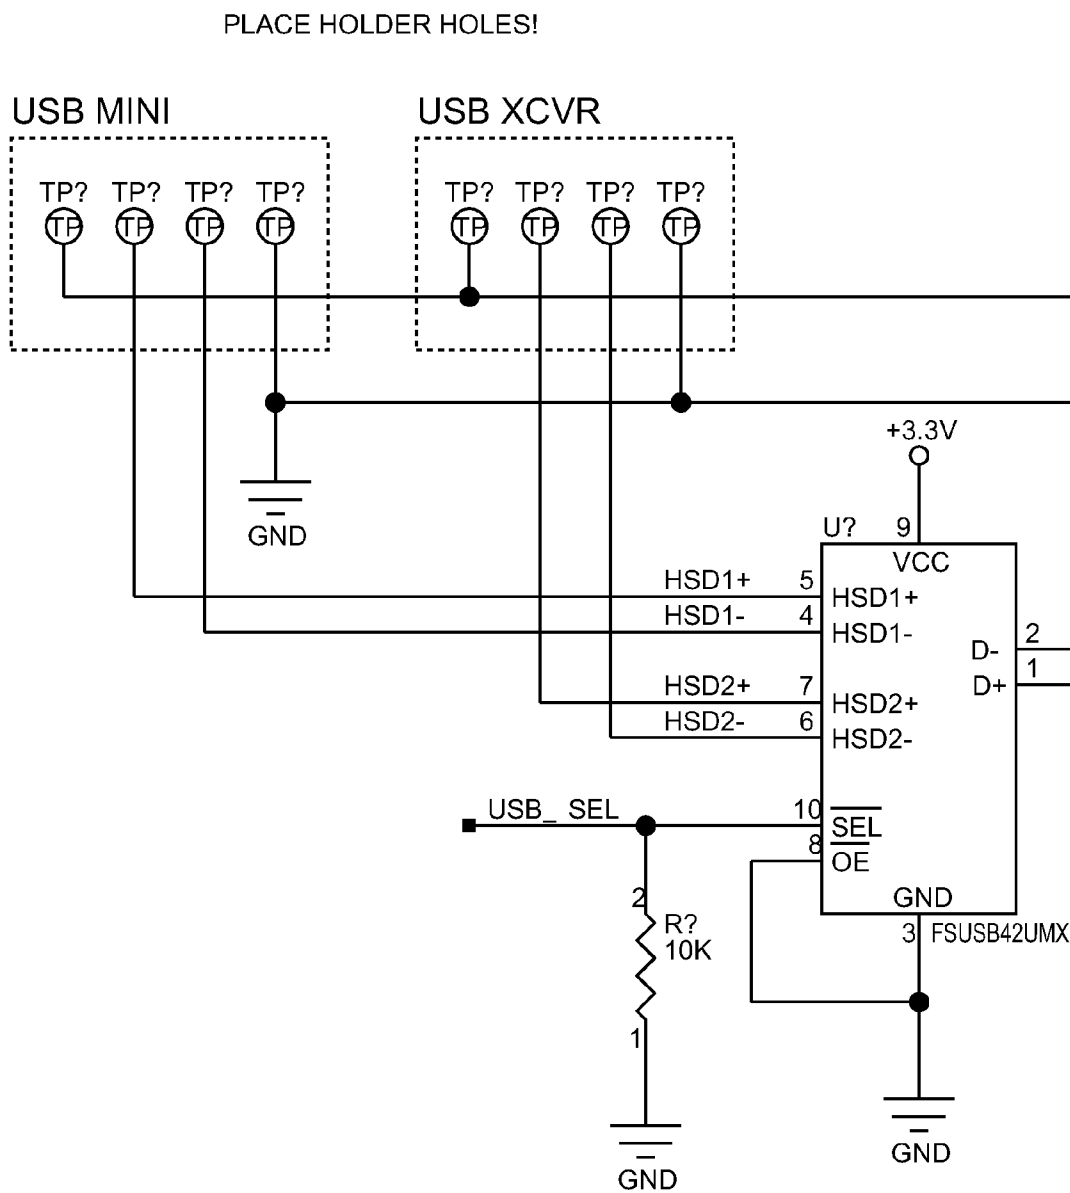 PLACE HOLDER HOLES!
USB MINI
USB XCVR
TP? TP? TP? TP?
TP? TP? TP? TP?
TP TP TP TP
TP TP TP TP
+3.3V
GND
U? 9
VCC
HSD1+ 5 HSD1+
HSD1- 4 HSD1-
D- 2
D+ 1
HSD2+ 7 HSD2+
HSD2- 6 HSD2-
USB_ SEL 10 SEL
8 OE
GND
2
R?
10K
3 FSUSB42UMX
1
GND
GND